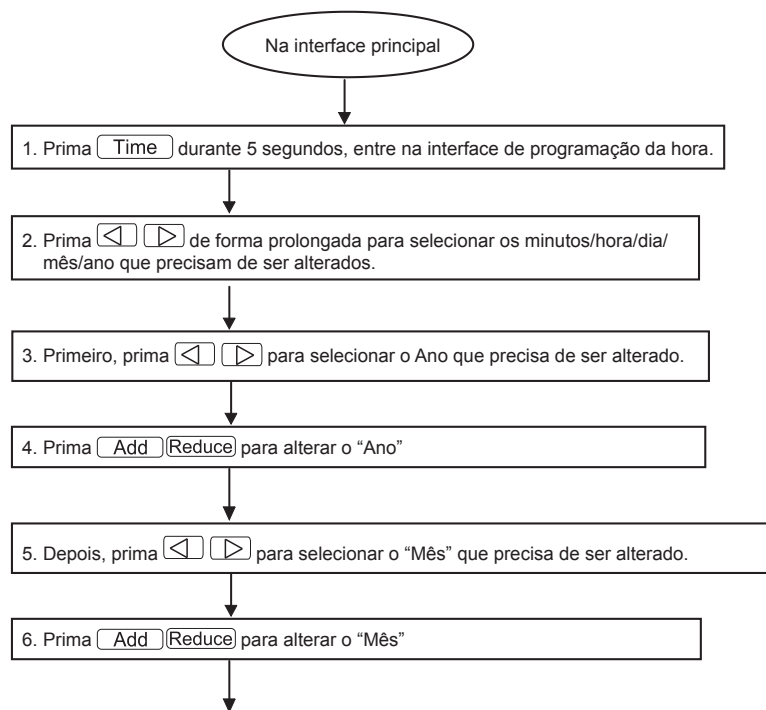 Na interface principal
1. Prima Time durante 5 segundos, entre na interface de programação da hora.
2. Prima de forma prolongada para selecionar os minutos/hora/dia/
mês/ano que precisam de ser alterados.
3. Primeiro, prima para selecionar o Ano que precisa de ser alterado.
4. Prima Add Reduce para alterar o “Ano”
5. Depois, prima para selecionar o “Mês” que precisa de ser alterado.
6. Prima Add Reduce para alterar o “Mês”